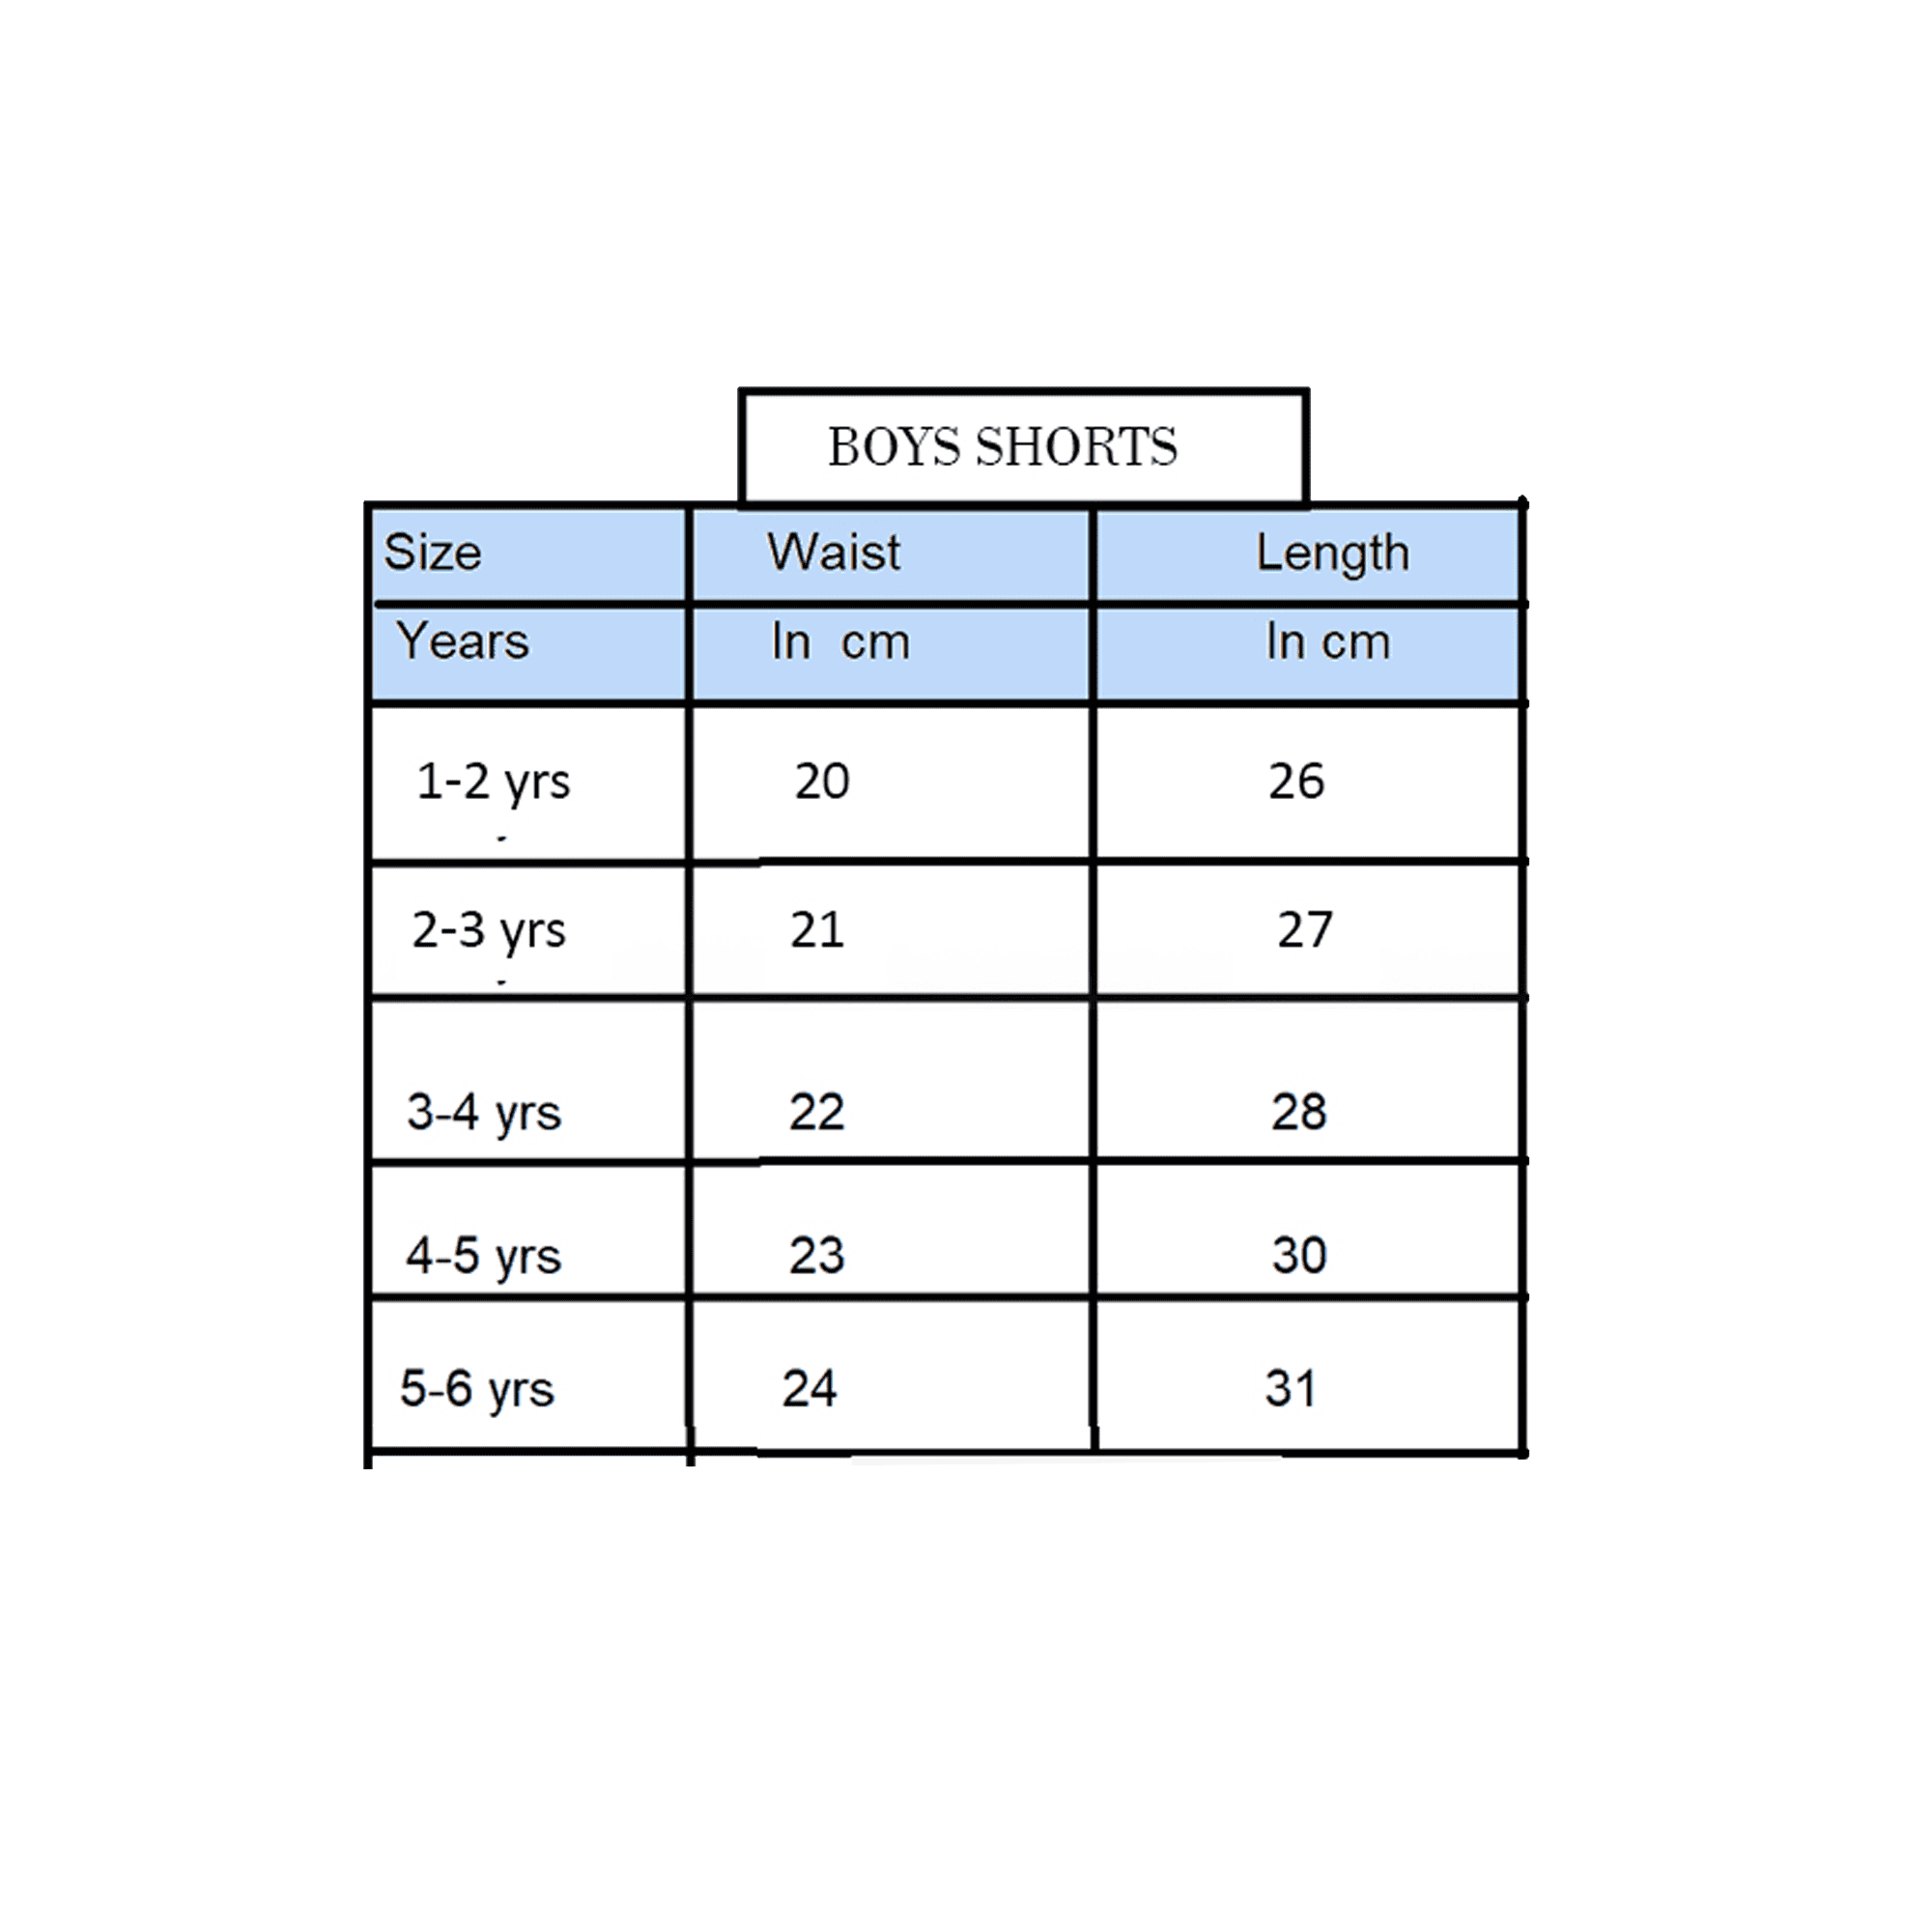 BOYS SHORTS
Size Waist Length
Years In cm In cm
1-2 yrs 20 26
2-3 yrs 21 27
3-4 yrs 22 28
4-5 yrs 23 30
5-6 yrs 24 31